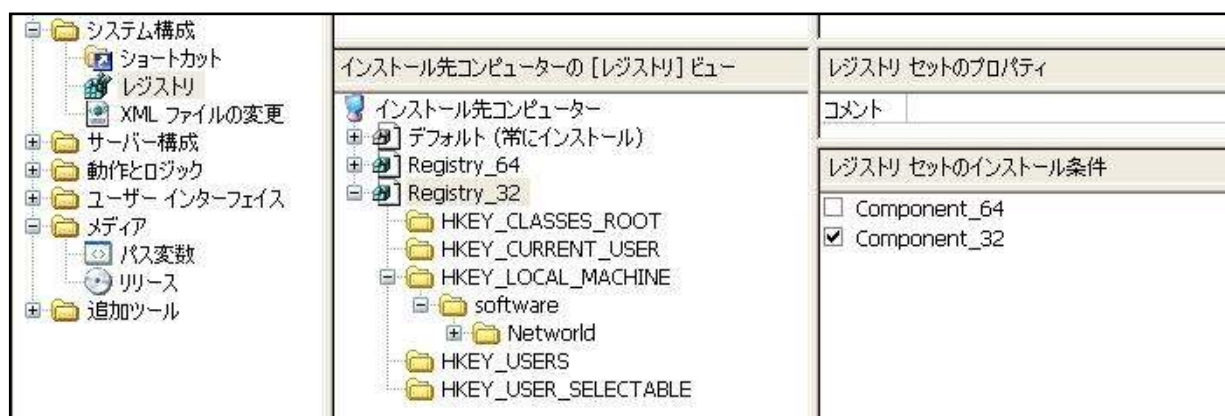 システム構成
ショートカット
レジストリ
XML ファイルの変更
サーバー構成
動作とロジック
ユーザー インターフェイス
メディア
パス変数
リリース
追加ツール
インストール先コンピューターの [レジストリ] ビュー
インストール先コンピューター
デフォルト (常にインストール)
Registry_64
Registry_32
HKEY_CLASSES_ROOT
HKEY_CURRENT_USER
HKEY_LOCAL_MACHINE
software
Networld
HKEY_USERS
HKEY_USER_SELECTABLE
レジストリ セットのプロパティ
コメント
レジストリ セットのインストール条件
Component_64
Component_32